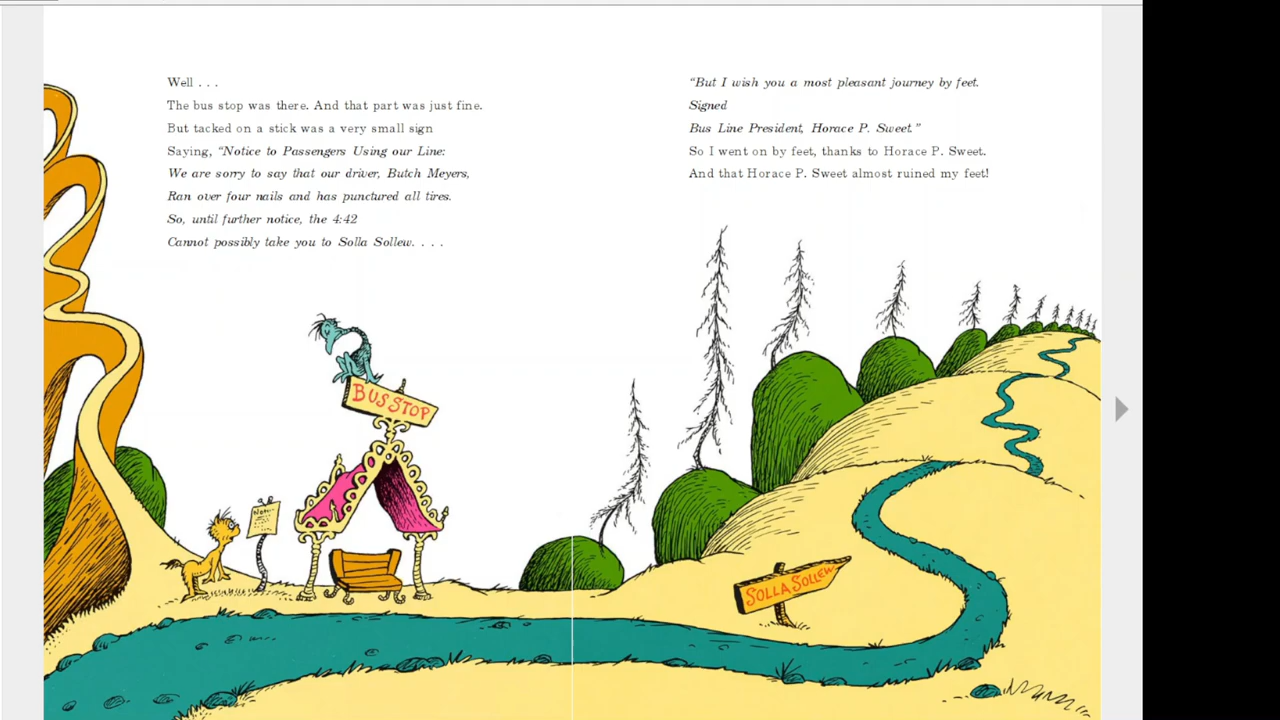 Well . . .
The bus stop was there. And that part was just fine.
But tacked on a stick was a very small sign
Saying, “Notice to Passengers Using our Line:
We are sorry to say that our driver, Butch Meyers,
Ran over four nails and has punctured all tires.
So, until further notice, the 4:42
Cannot possibly take you to Solla Sollew. . . .
“But I wish you a most pleasant journey by feet.
Signed
Bus Line President, Horace P. Sweet.”
So I went on by feet, thanks to Horace P. Sweet.
And that Horace P. Sweet almost ruined my feet!
BUS STOP
SOLLA SOLLEW